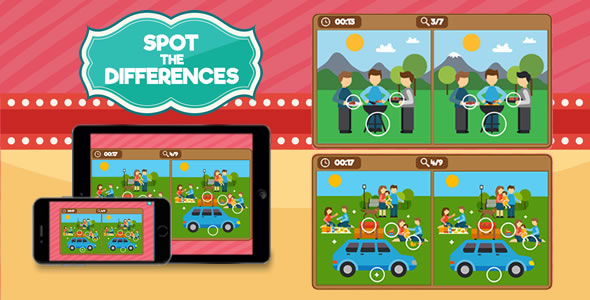 SPOT
THE
DIFFERENCES
00:13
3/7
00:17
4/9
00:17
4/9